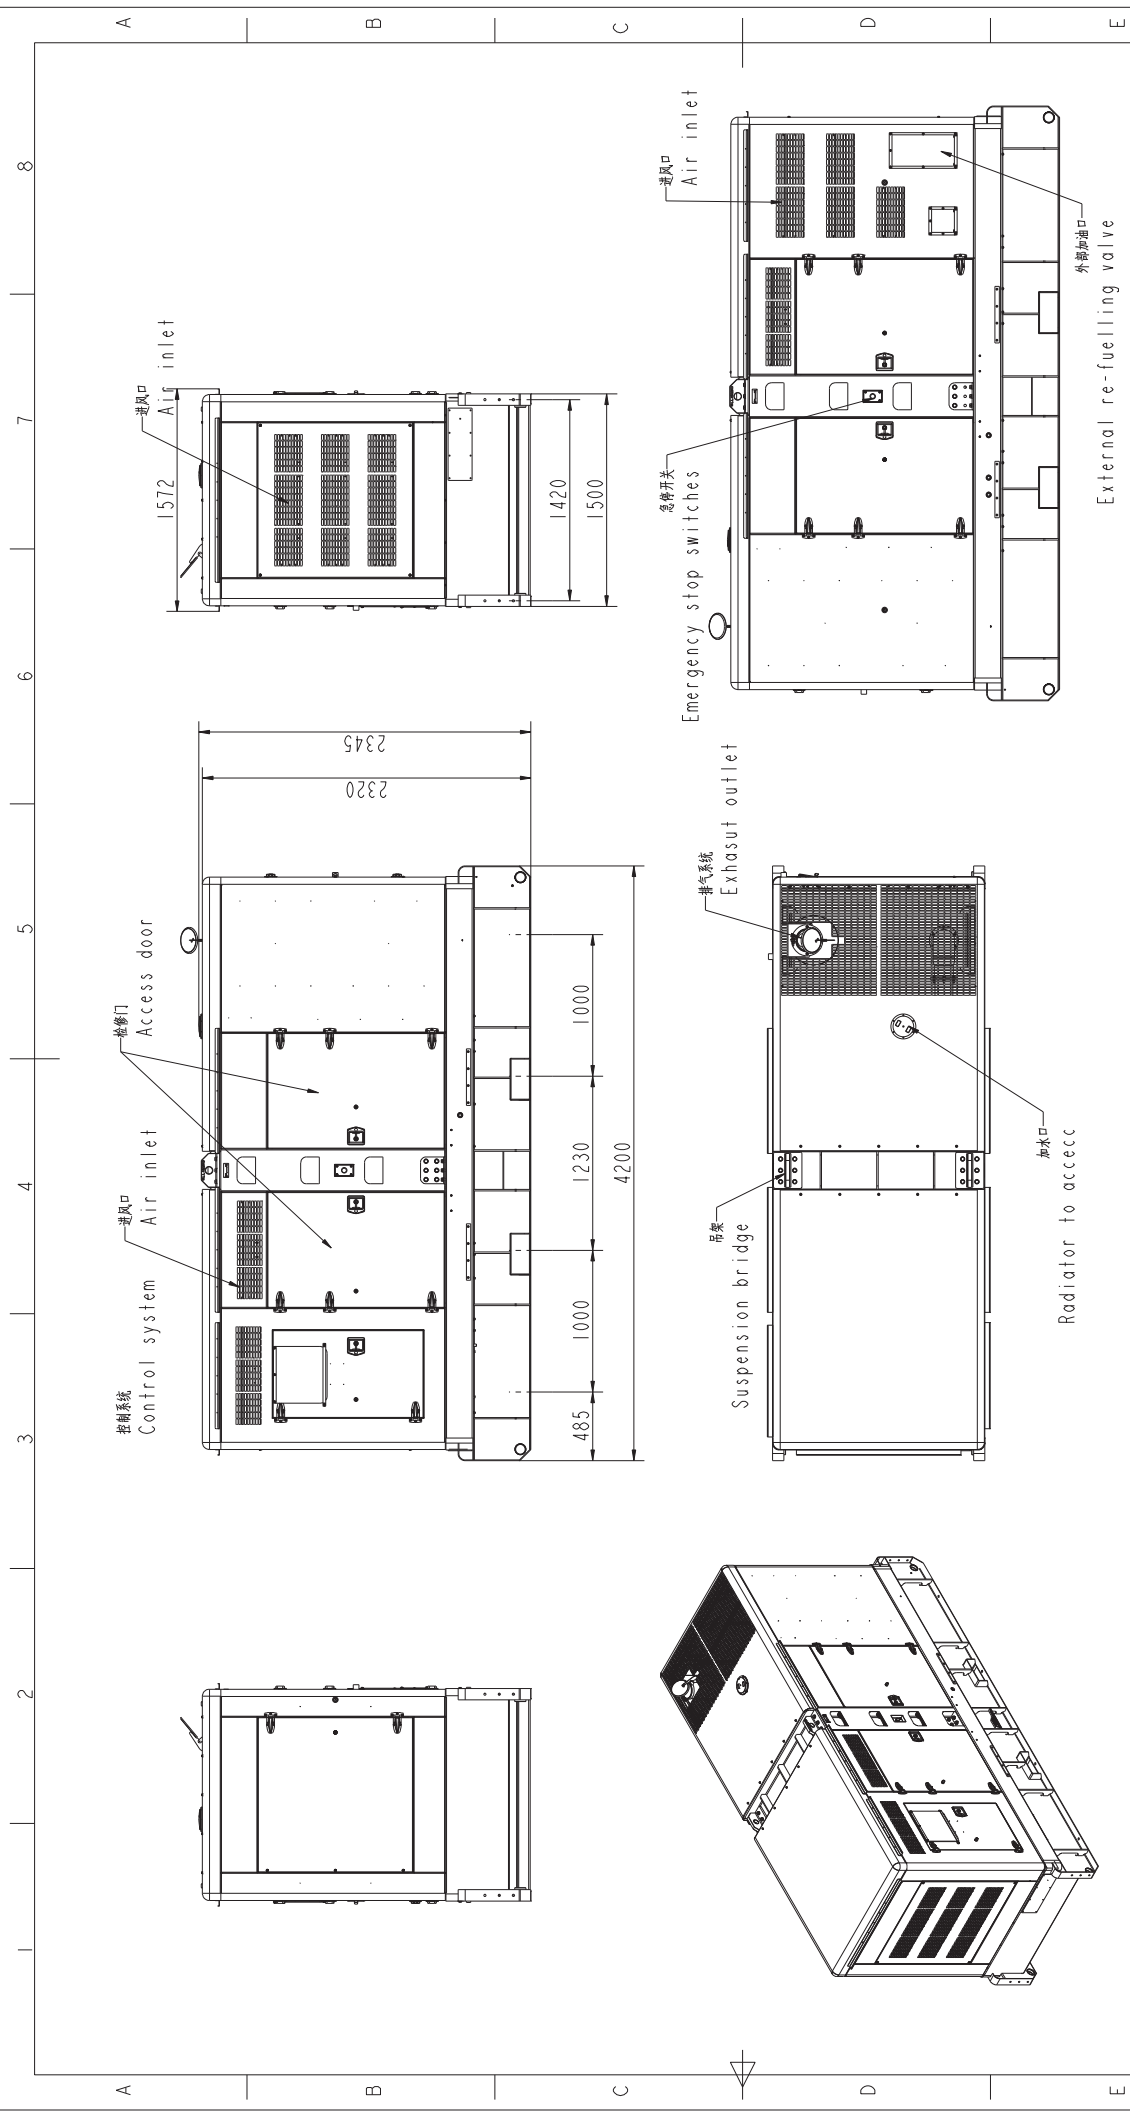 1
2
3
4
5
6
7
8
A
B
C
D
E
A
B
C
D
E
控制系统
Control system
进风口
Air inlet
检修门
Access door
2320
2345
485
1000
1230
1000
4200
进风口
Air inlet
1572
1420
1500
吊架
Suspension bridge
加水口
Radiator to accecc
排气系统
Exhasut outlet
急停开关
Emergency stop switches
进风口
Air inlet
外部加油口
External re-fuelling valve